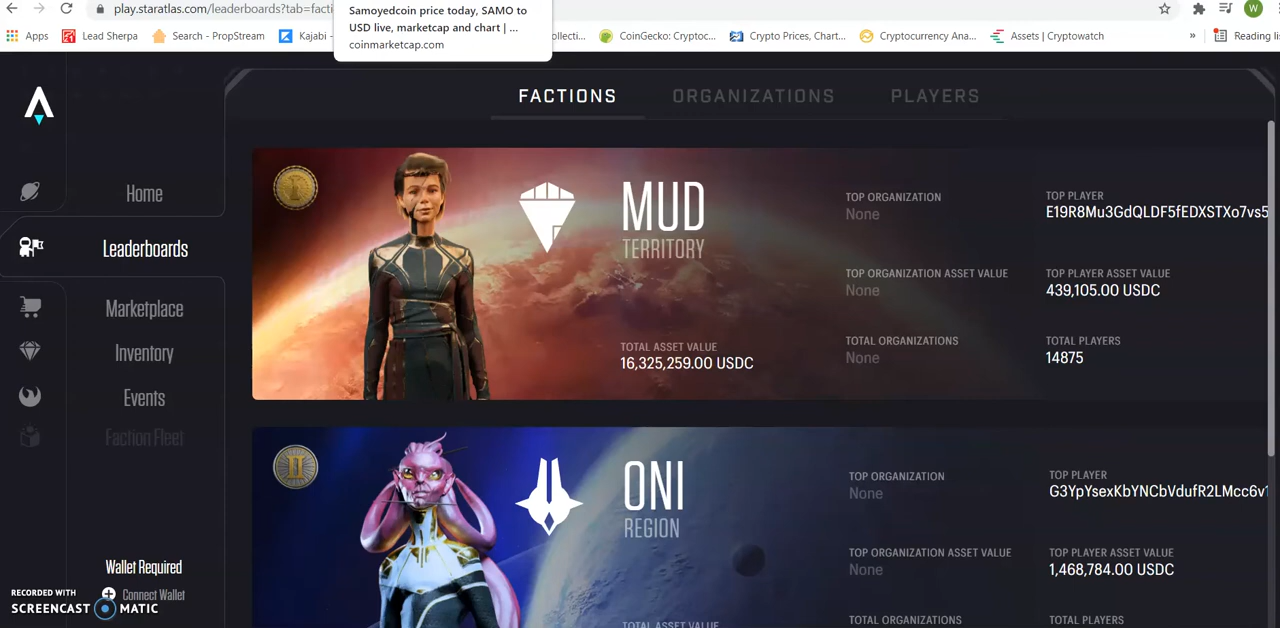 play.staratlas.com/leaderboards?tab=facti
Samoyedcoin price today, SAMO to
USD live, marketcap and chart | ...
coinmarketcap.com
W
Apps
Lead Sherpa
Search - PropStream
Kajabi
ollecti...
CoinGecko: Cryptoc...
Crypto Prices, Chart...
Cryptocurrency Ana...
Assets | Cryptowatch
»
Reading lis
FACTIONS
ORGANIZATIONS
PLAYERS
Home
Leaderboards
Marketplace
Inventory
Events
Faction Fleet
Wallet Required
Connect Wallet
I
MUD
TERRITORY
TOTAL ASSET VALUE
16,325,259.00 USDC
TOP ORGANIZATION
None
TOP ORGANIZATION ASSET VALUE
None
TOTAL ORGANIZATIONS
None
TOP PLAYER
E19R8Mu3GdQLDF5fEDXSTXo7vs5
TOP PLAYER ASSET VALUE
439,105.00 USDC
TOTAL PLAYERS
14875
II
ONI
REGION
TOTAL ASSET VALUE
TOP ORGANIZATION
None
TOP ORGANIZATION ASSET VALUE
None
TOTAL ORGANIZATIONS
TOP PLAYER
G3YpYsexKbYNCbVdufR2LMcc6v1
TOP PLAYER ASSET VALUE
1,468,784.00 USDC
TOTAL PLAYERS
RECORDED WITH
SCREENCAST MATIC